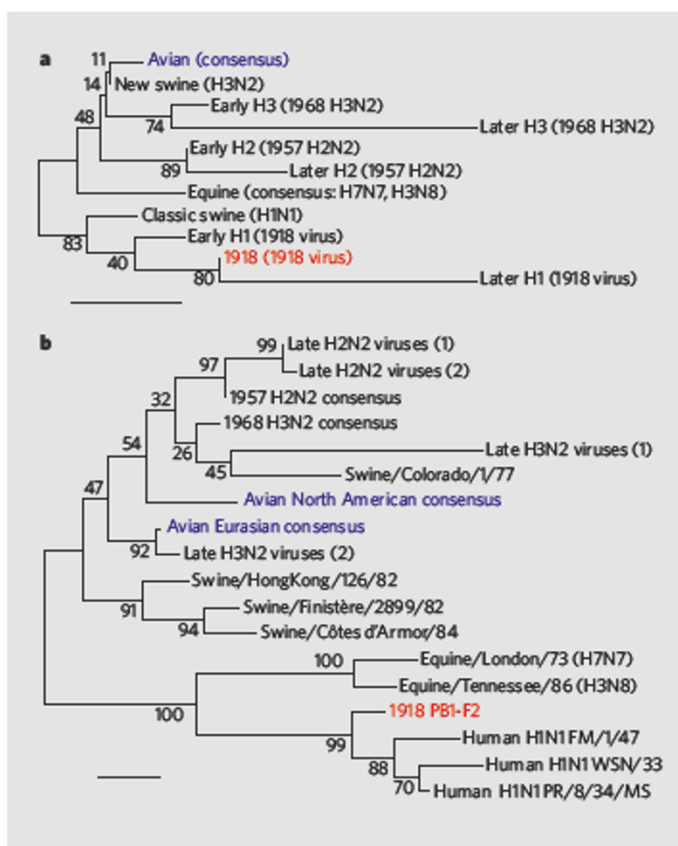 a
11 Avian (consensus)
14 New swine (H3N2)
Early H3 (1968 H3N2)
48
74 Later H3 (1968 H3N2)
Early H2 (1957 H2N2)
89 Later H2 (1957 H2N2)
Equine (consensus: H7N7, H3N8)
Classic swine (H1N1)
83 Early H1 (1918 virus)
40 1918 (1918 virus)
80 Later H1 (1918 virus)
b
99 Late H2N2 viruses (1)
97 Late H2N2 viruses (2)
32 1957 H2N2 consensus
1968 H3N2 consensus
54 26 Late H3N2 viruses (1)
45 Swine/Colorado/1/77
47 Avian North American consensus
Avian Eurasian consensus
92 Late H3N2 viruses (2)
Swine/HongKong/126/82
91 Swine/Finistère/2899/82
94 Swine/Côtes d'Armor/84
100 Equine/London/73 (H7N7)
Equine/Tennessee/86 (H3N8)
100 1918 PB1-F2
99 Human H1N1 FM/1/47
88 Human H1N1 WSN/33
70 Human H1N1 PR/8/34/MS